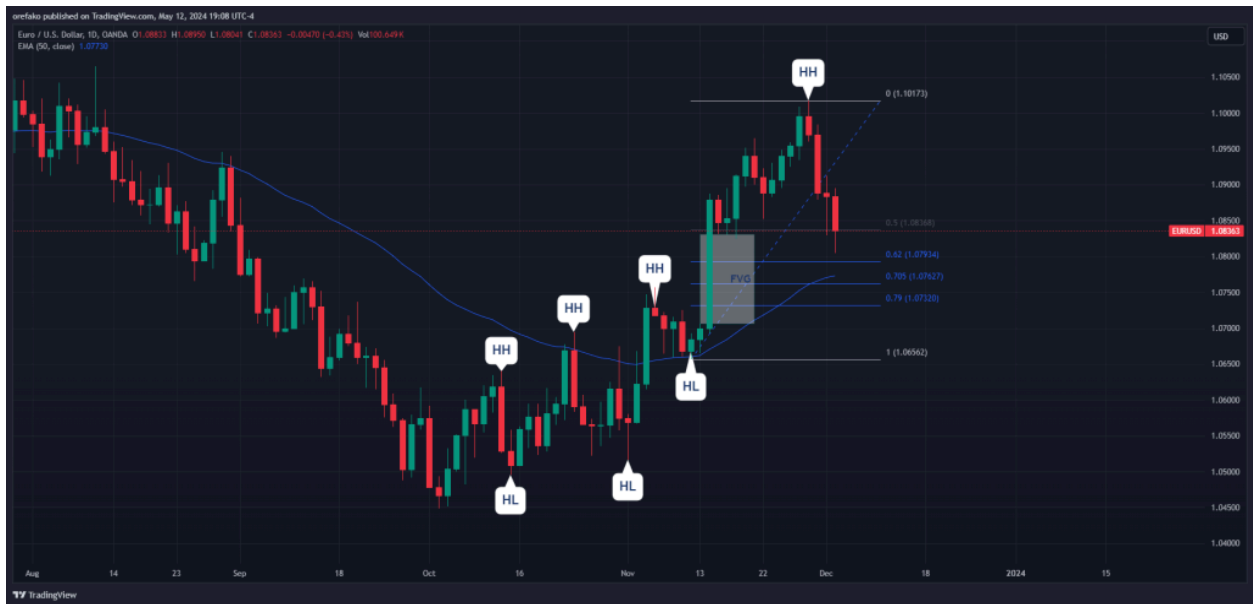 orefako published on TradingView.com, May 12, 2024 19:08 UTC-4
Euro / U.S. Dollar, 1D, OANDA O1.08833 H1.08950 L1.08041 C1.08363 −0.00470 (−0.43%) Vol100.649K
EMA (50, close) 1.07730
USD
HH
0 (1.10173)
1.10500
1.10000
1.09500
1.09000
0.5 (1.08368)
1.08500
EURUSD 1.08363
0.62 (1.07934)
1.08000
HH
FVG
0.705 (1.07627)
0.79 (1.07320)
1.07500
HH
1.07000
HH
1 (1.06562)
1.06500
HL
1.06000
1.05500
HL
HL
1.05000
1.04500
1.04000
Aug 14 23 Sep 18 Oct 16 Nov 13 22 Dec 18 2024 15
TradingView